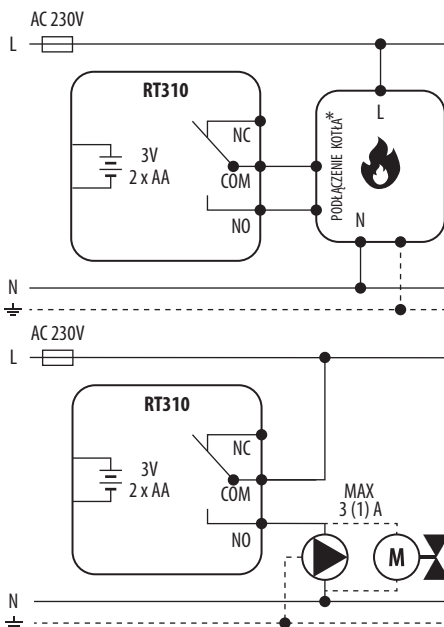 AC 230V
L
RT310
NC
3V
2 x AA
COM
NO
PODŁĄCZENIE KOTŁA*
L
N
N
AC 230V
L
RT310
NC
3V
2 x AA
COM
NO
MAX
3 (1) A
M
N